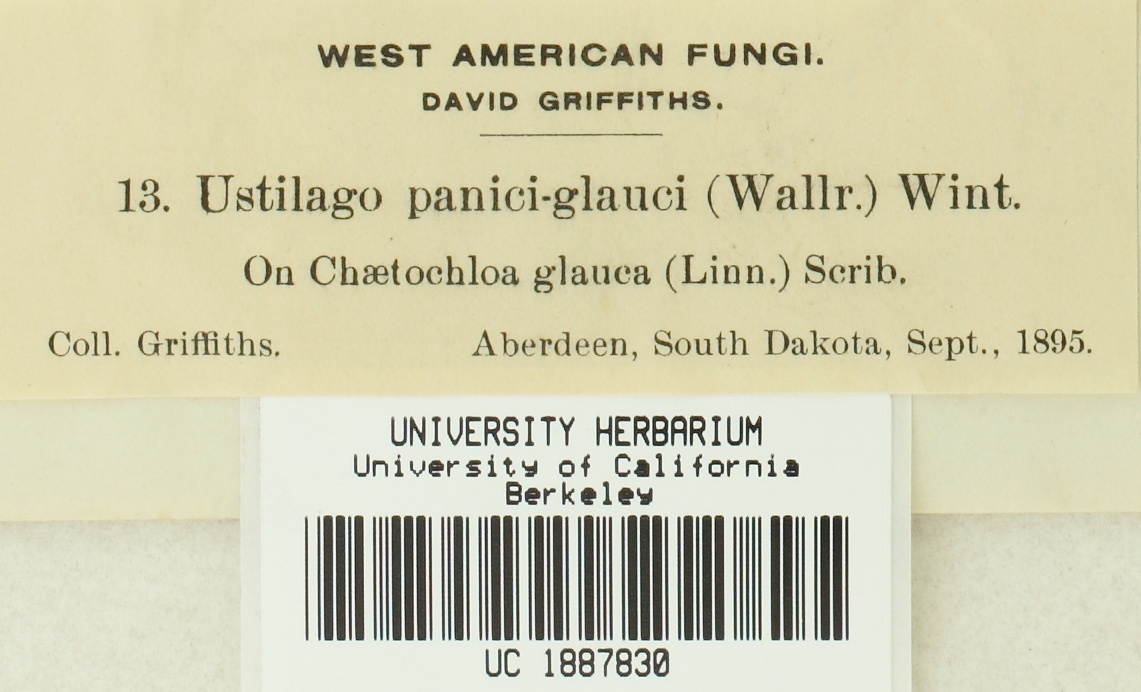 WEST AMERICAN FUNGI.
DAVID GRIFFITHS.
13. Ustilago panici-glauci (Wallr.) Wint.
On Chætochloa glauca (Linn.) Scrib.
Coll. Griffiths. Aberdeen, South Dakota, Sept., 1895.
UNIVERSITY HERBARIUM
University of California
Berkeley
UC 1887830